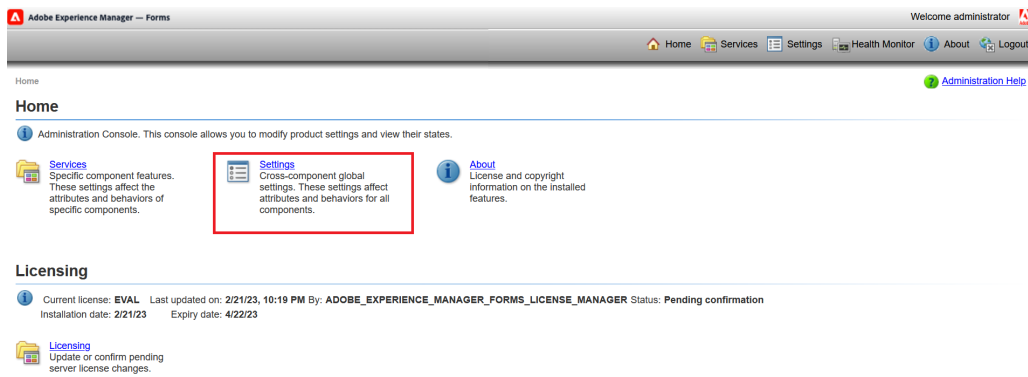 Adobe Experience Manager — Forms
Welcome administrator
Home Services Settings Health Monitor About Logout
Home
Administration Help
Home
Administration Console. This console allows you to modify product settings and view their states.
Services
Specific component features.
These settings affect the
attributes and behaviors of
specific components.
Settings
Cross-component global
settings. These settings affect
attributes and behaviors for all
components.
About
License and copyright
information on the installed
features.
Licensing
Current license: EVAL Last updated on: 2/21/23, 10:19 PM By: ADOBE_EXPERIENCE_MANAGER_FORMS_LICENSE_MANAGER Status: Pending confirmation
Installation date: 2/21/23 Expiry date: 4/22/23
Licensing
Update or confirm pending
server license changes.